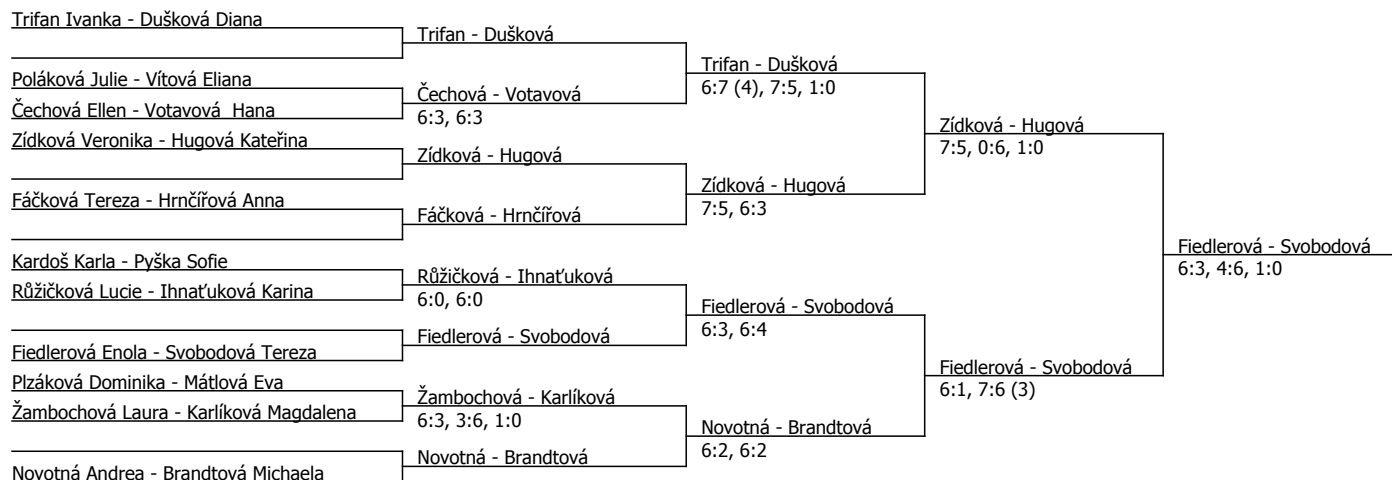 Trifan Ivanka - Dušková Diana
Poláková Julie - Vítová Eliana
Čechová Ellen - Votavová  Hana
Zídková Veronika - Hugová Kateřina
Fáčková Tereza - Hrnčířová Anna
Kardoš Karla - Pyška Sofie
Růžičková Lucie - Ihnaťuková Karina
Fiedlerová Enola - Svobodová Tereza
Plzáková Dominika - Mátlová Eva
Žambochová Laura - Karlíková Magdalena
Novotná Andrea - Brandtová Michaela
Trifan - Dušková
Čechová - Votavová
6:3, 6:3
Zídková - Hugová
Fáčková - Hrnčířová
Růžičková - Ihnaťuková
6:0, 6:0
Fiedlerová - Svobodová
Žambochová - Karlíková
6:3, 3:6, 1:0
Novotná - Brandtová
Trifan - Dušková
6:7 (4), 7:5, 1:0
Zídková - Hugová
7:5, 6:3
Fiedlerová - Svobodová
6:3, 6:4
Novotná - Brandtová
6:2, 6:2
Zídková - Hugová
7:5, 0:6, 1:0
Fiedlerová - Svobodová
6:1, 7:6 (3)
Fiedlerová - Svobodová
6:3, 4:6, 1:0